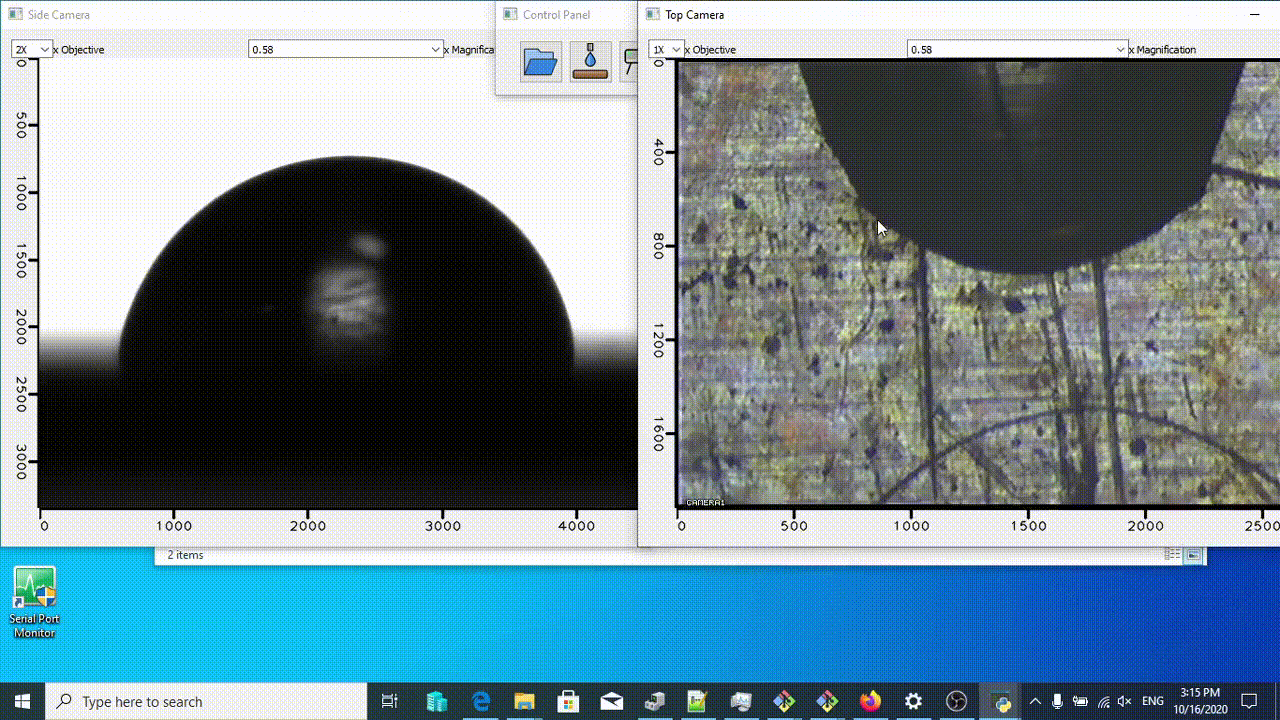 Side Camera
Control Panel
Top Camera
2X
x Objective
0.58
x Magnifica
1X
x Objective
0.58
x Magnification
0
500
1000
1500
2000
2500
3000
0
1000
2000
3000
4000
0
400
800
1200
1600
CAMERA1
0
500
1000
1500
2000
2500
2 items
Serial Port
Monitor
Type here to search
ENG
3:15 PM
10/16/2020